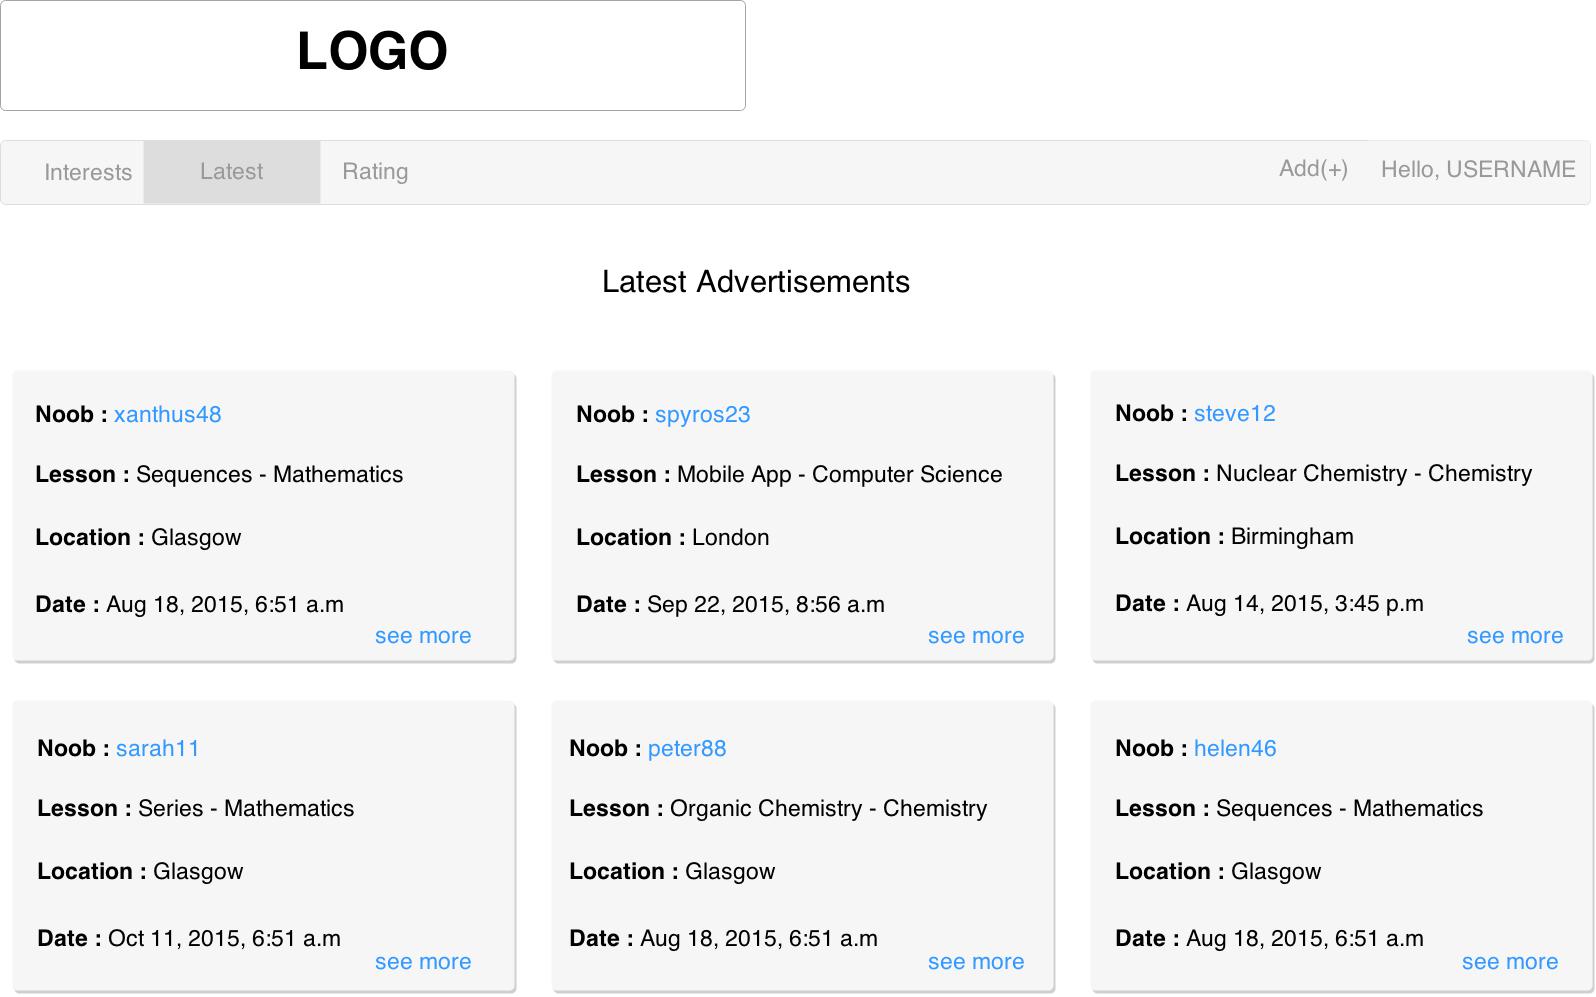 LOGO
Interests Latest Rating Add(+) Hello, USERNAME
Latest Advertisements
Noob : xanthus48
Lesson : Sequences - Mathematics
Location : Glasgow
Date : Aug 18, 2015, 6:51 a.m
see more
Noob : spyros23
Lesson : Mobile App - Computer Science
Location : London
Date : Sep 22, 2015, 8:56 a.m
see more
Noob : steve12
Lesson : Nuclear Chemistry - Chemistry
Location : Birmingham
Date : Aug 14, 2015, 3:45 p.m
see more
Noob : sarah11
Lesson : Series - Mathematics
Location : Glasgow
Date : Oct 11, 2015, 6:51 a.m
see more
Noob : peter88
Lesson : Organic Chemistry - Chemistry
Location : Glasgow
Date : Aug 18, 2015, 6:51 a.m
see more
Noob : helen46
Lesson : Sequences - Mathematics
Location : Glasgow
Date : Aug 18, 2015, 6:51 a.m
see more